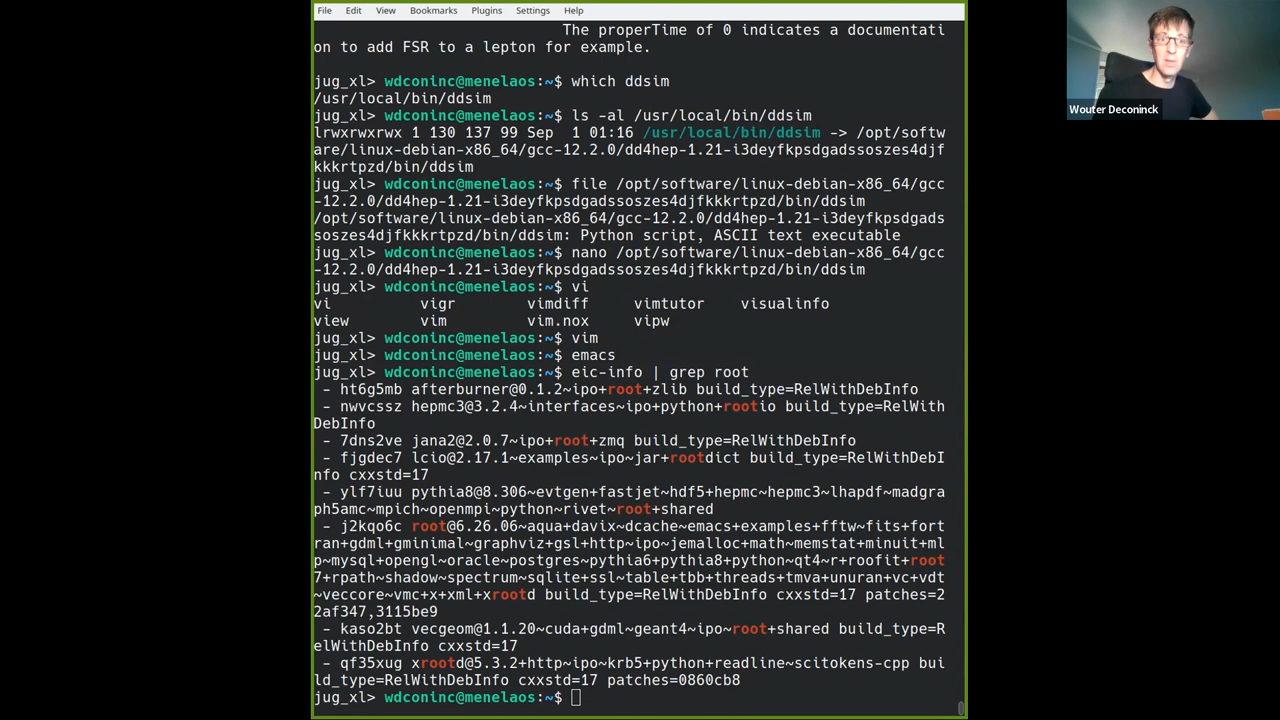 File Edit View Bookmarks Plugins Settings Help
The properTime of 0 indicates a documentati
on to add FSR to a lepton for example.
jug_xl> wdconinc@menelaos:~$ which ddsim
/usr/local/bin/ddsim
jug_xl> wdconinc@menelaos:~$ ls -al /usr/local/bin/ddsim
lrwxrwxrwx 1 130 137 99 Sep  1 01:16 /usr/local/bin/ddsim -> /opt/softw
are/linux-debian-x86_64/gcc-12.2.0/dd4hep-1.21-i3deyfkpsdgadssoszes4djf
kkkrtpzd/bin/ddsim
jug_xl> wdconinc@menelaos:~$ file /opt/software/linux-debian-x86_64/gcc
-12.2.0/dd4hep-1.21-i3deyfkpsdgadssoszes4djfkkkrtpzd/bin/ddsim
/opt/software/linux-debian-x86_64/gcc-12.2.0/dd4hep-1.21-i3deyfkpsdgads
soszes4djfkkkrtpzd/bin/ddsim: Python script, ASCII text executable
jug_xl> wdconinc@menelaos:~$ nano /opt/software/linux-debian-x86_64/gcc
-12.2.0/dd4hep-1.21-i3deyfkpsdgadssoszes4djfkkkrtpzd/bin/ddsim
jug_xl> wdconinc@menelaos:~$ vi
vi vigr vimdiff vimtutor visualinfo
view vim vim.nox vipw
jug_xl> wdconinc@menelaos:~$ vim
jug_xl> wdconinc@menelaos:~$ emacs
jug_xl> wdconinc@menelaos:~$ eic-info | grep root
- ht6g5mb afterburner@0.1.2~ipo+root+zlib build_type=RelWithDebInfo
- nwvcssz hepmc3@3.2.4~interfaces~ipo+python+rootio build_type=RelWith
DebInfo
- 7dns2ve jana2@2.0.7~ipo+root+zmq build_type=RelWithDebInfo
- fjgdec7 lcio@2.17.1~examples~ipo~jar+rootdict build_type=RelWithDebI
nfo cxxstd=17
- ylf7iuu pythia8@8.306~evtgen+fastjet~hdf5+hepmc~hepmc3~lhapdf~madgra
ph5amc~mpich~openmpi~python~rivet~root+shared
- j2kqo6c root@6.26.06~aqua+davix~dcache~emacs+examples+fftw~fits+fort
ran+gdml+gminimal~graphviz+gsl+http~ipo~jemalloc+math~memstat+minuit+ml
p~mysql+opengl~oracle~postgres~pythia6+pythia8+python~qt4~r+roofit+root
7+rpath~shadow~spectrum~sqlite+ssl~table+tbb+threads+tmva+unuran+vc+vdt
~veccore~vmc+x+xml+xrootd build_type=RelWithDebInfo cxxstd=17 patches=2
2af347,3115be9
- kaso2bt vecgeom@1.1.20~cuda+gdml~geant4~ipo~root+shared build_type=R
elWithDebInfo cxxstd=17
- qf35xug xrootd@5.3.2+http~ipo~krb5+python+readline~scitokens-cpp bui
ld_type=RelWithDebInfo cxxstd=17 patches=0860cb8
jug_xl> wdconinc@menelaos:~$
Wouter Deconinck